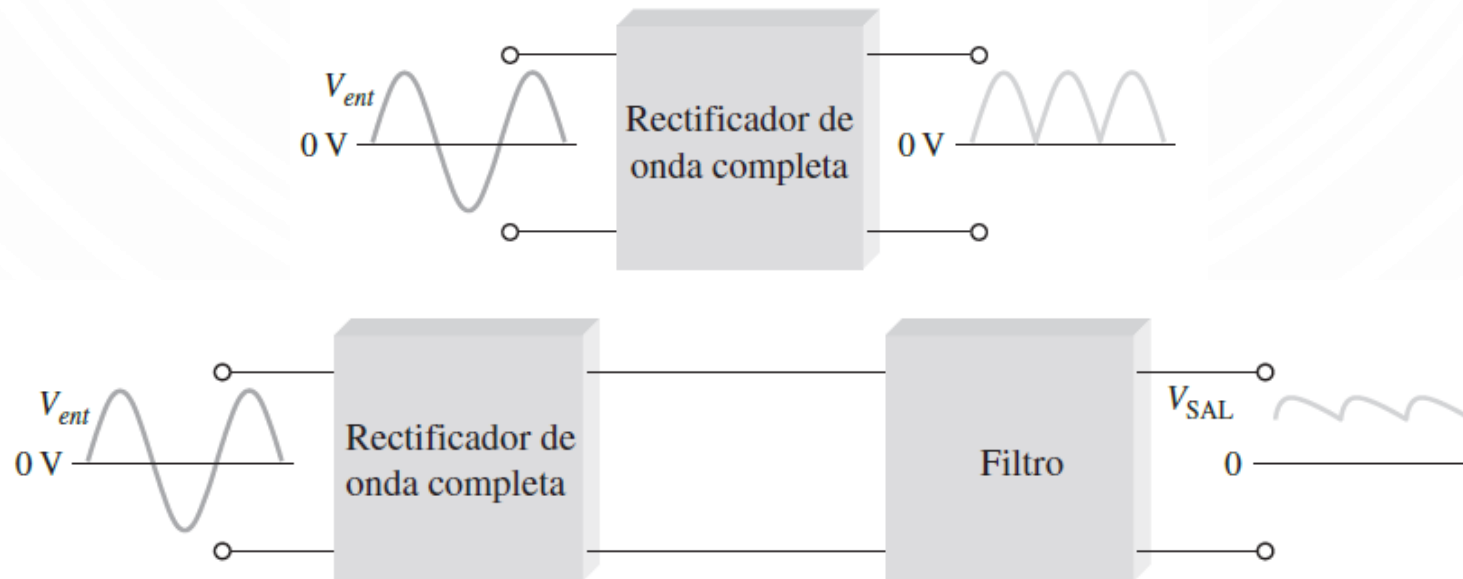 V_ent
0 V
Rectificador de
onda completa
0 V
V_ent
0 V
Rectificador de
onda completa
Filtro
V_SAL
0